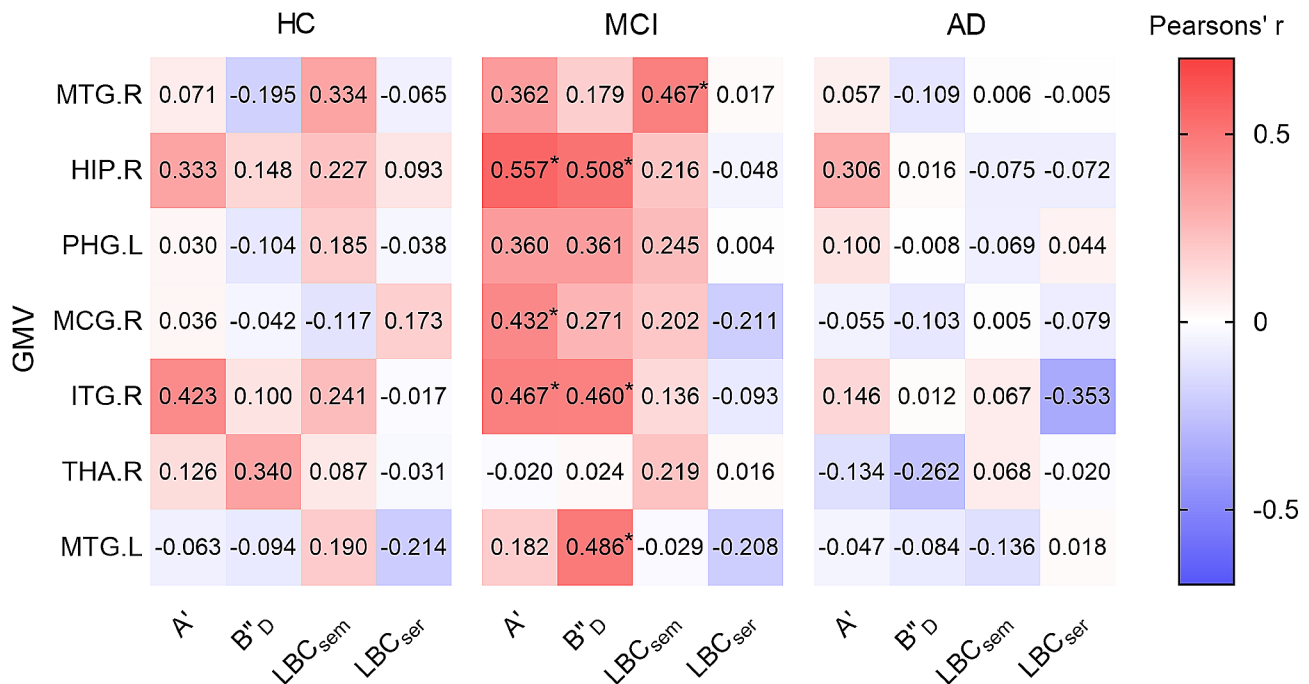 HC MCI AD Pearsons' r
MTG.R 0.071 -0.195 0.334 -0.065 0.362 0.179 0.467* 0.017 0.057 -0.109 0.006 -0.005
0.5
HIP.R 0.333 0.148 0.227 0.093 0.557* 0.508* 0.216 -0.048 0.306 0.016 -0.075 -0.072
PHG.L 0.030 -0.104 0.185 -0.038 0.360 0.361 0.245 0.004 0.100 -0.008 -0.069 0.044
GMV
MCG.R 0.036 -0.042 -0.117 0.173 0.432* 0.271 0.202 -0.211 -0.055 -0.103 0.005 -0.079 0
ITG.R 0.423 0.100 0.241 -0.017 0.467* 0.460* 0.136 -0.093 0.146 0.012 0.067 -0.353
THA.R 0.126 0.340 0.087 -0.031 -0.020 0.024 0.219 0.016 -0.134 -0.262 0.068 -0.020
-0.5
MTG.L -0.063 -0.094 0.190 -0.214 0.182 0.486* -0.029 -0.208 -0.047 -0.084 -0.136 0.018
A' B"D LBCsem LBCser A' B"D LBCsem LBCser A' B"D LBCsem LBCser